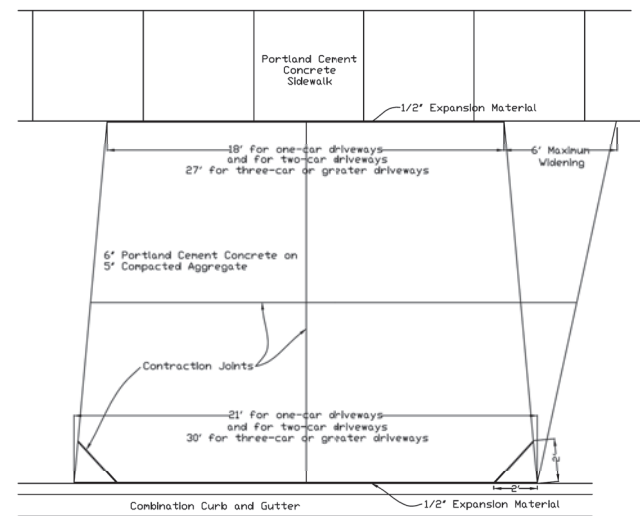 Portland Cement
Concrete
Sidewalk
1/2" Expansion Material
18' for one-car driveways
and for two-car driveways
27' for three-car or greater driveways
6' Maximum
Widening
6" Portland Cement Concrete on
5" Compacted Aggregate
Contraction Joints
21' for one-car driveways
and for two-car driveways
30' for three-car or greater driveways
2'
2'
Combination Curb and Gutter
1/2" Expansion Material